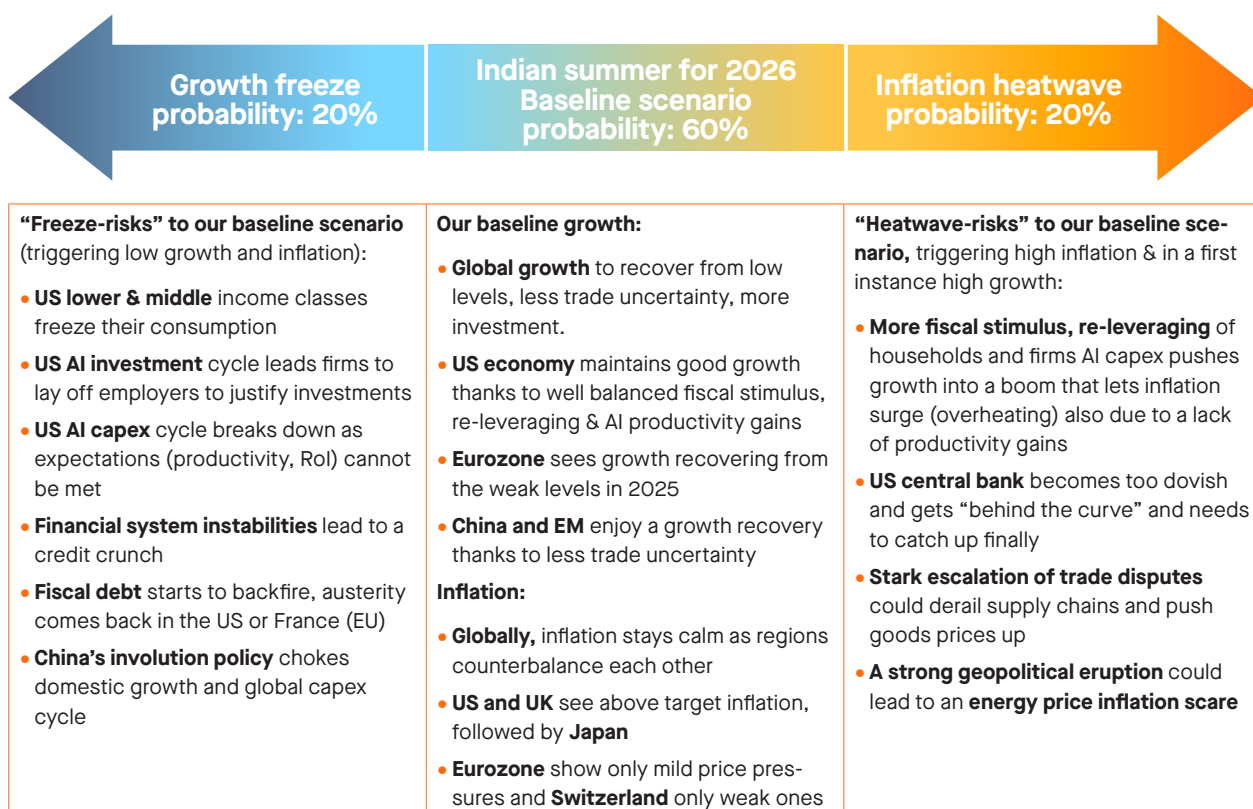 Growth freeze
probability: 20%
Indian summer for 2026
Baseline scenario
probability: 60%
Inflation heatwave
probability: 20%
“Freeze-risks” to our baseline scenario
(triggering low growth and inflation):
• US lower & middle income classes
freeze their consumption
• US AI investment cycle leads firms to
lay off employers to justify investments
• US AI capex cycle breaks down as
expectations (productivity, RoI) cannot
be met
• Financial system instabilities lead to a
credit crunch
• Fiscal debt starts to backfire, austerity
comes back in the US or France (EU)
• China’s involution policy chokes
domestic growth and global capex
cycle
Our baseline growth:
• Global growth to recover from low
levels, less trade uncertainty, more
investment.
• US economy maintains good growth
thanks to well balanced fiscal stimulus,
re-leveraging & AI productivity gains
• Eurozone sees growth recovering from
the weak levels in 2025
• China and EM enjoy a growth recovery
thanks to less trade uncertainty
Inflation:
• Globally, inflation stays calm as regions
counterbalance each other
• US and UK see above target inflation,
followed by Japan
• Eurozone show only mild price pres-
sures and Switzerland only weak ones
“Heatwave-risks” to our baseline sce-
nario, triggering high inflation & in a first
instance high growth:
• More fiscal stimulus, re-leveraging of
households and firms AI capex pushes
growth into a boom that lets inflation
surge (overheating) also due to a lack
of productivity gains
• US central bank becomes too dovish
and gets “behind the curve” and needs
to catch up finally
• Stark escalation of trade disputes
could derail supply chains and push
goods prices up
• A strong geopolitical eruption could
lead to an energy price inflation scare